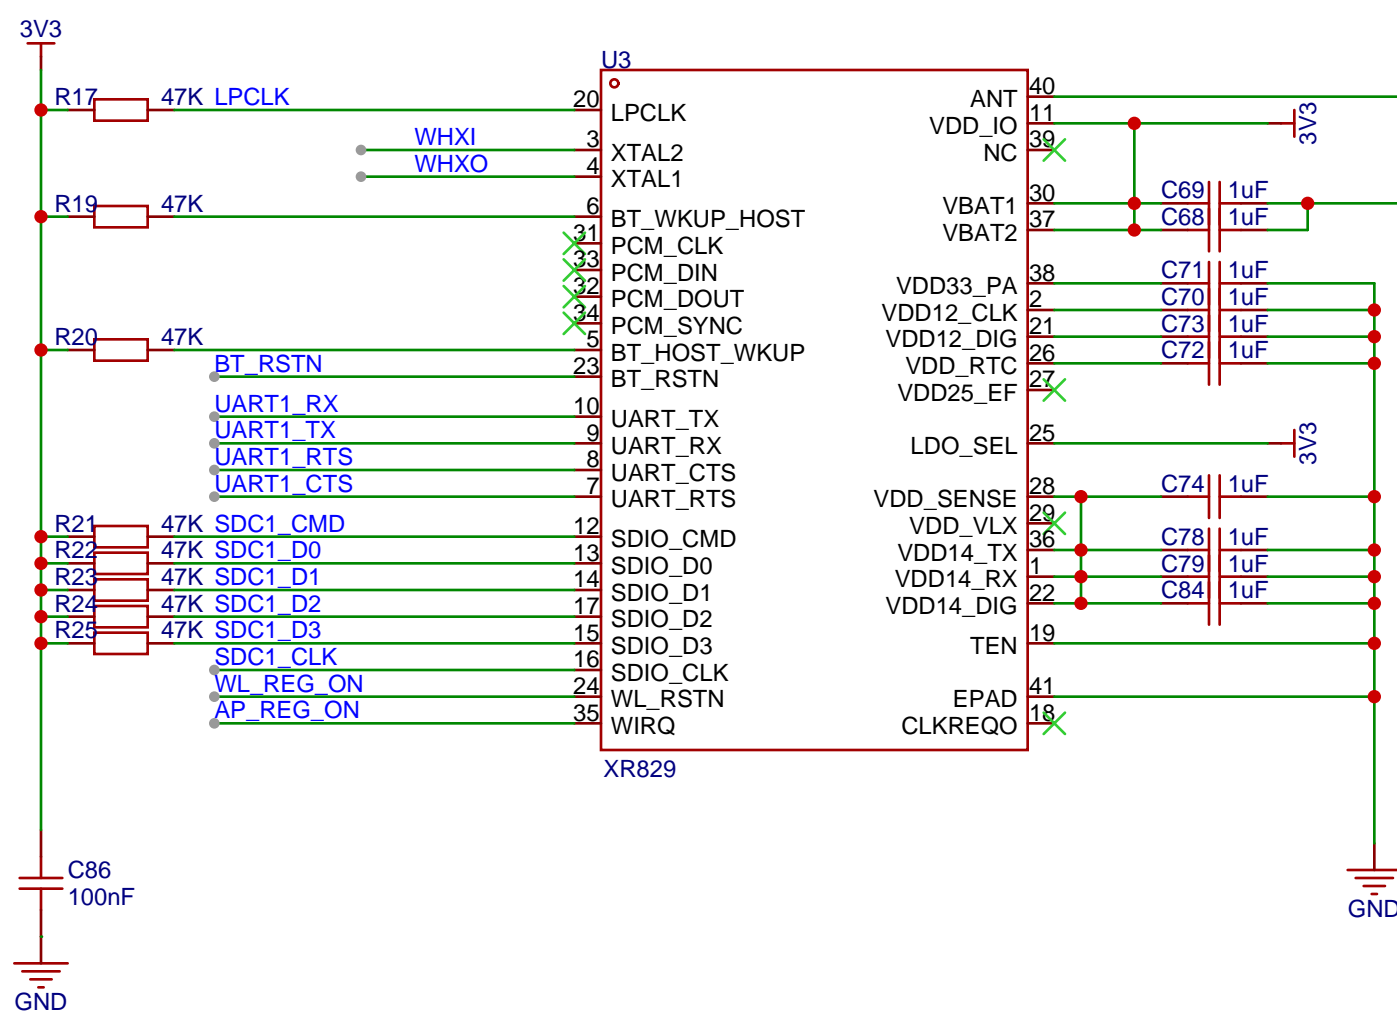 3V3
U3
R17 47K LPCLK 20 LPCLK
WHXI 3 XTAL2
WHXO 4 XTAL1
R19 47K 6 BT_WKUP_HOST
31 PCM_CLK
33 PCM_DIN
32 PCM_DOUT
34 PCM_SYNC
R20 47K 5 BT_HOST_WKUP
BT_RSTN 23 BT_RSTN
UART1_RX 10 UART_TX
UART1_TX 9 UART_RX
UART1_RTS 8 UART_CTS
UART1_CTS 7 UART_RTS
R21 47K SDC1_CMD 12 SDIO_CMD
R22 47K SDC1_D0 13 SDIO_D0
R23 47K SDC1_D1 14 SDIO_D1
R24 47K SDC1_D2 17 SDIO_D2
R25 47K SDC1_D3 15 SDIO_D3
SDC1_CLK 16 SDIO_CLK
WL_REG_ON 24 WL_RSTN
AP_REG_ON 35 WIRQ
ANT 40
VDD_IO 11 3V3
NC 39
VBAT1 30 C69 1uF
VBAT2 37 C68 1uF
VDD33_PA 38 C71 1uF
VDD12_CLK 2 C70 1uF
VDD12_DIG 21 C73 1uF
VDD_RTC 26 C72 1uF
VDD25_EF 27
LDO_SEL 25 3V3
VDD_SENSE 28 C74 1uF
VDD_VLX 29
VDD14_TX 36 C78 1uF
VDD14_RX 1 C79 1uF
VDD14_DIG 22 C84 1uF
TEN 19
EPAD 41
CLKREQO 18
XR829
C86
100nF
GND
GND